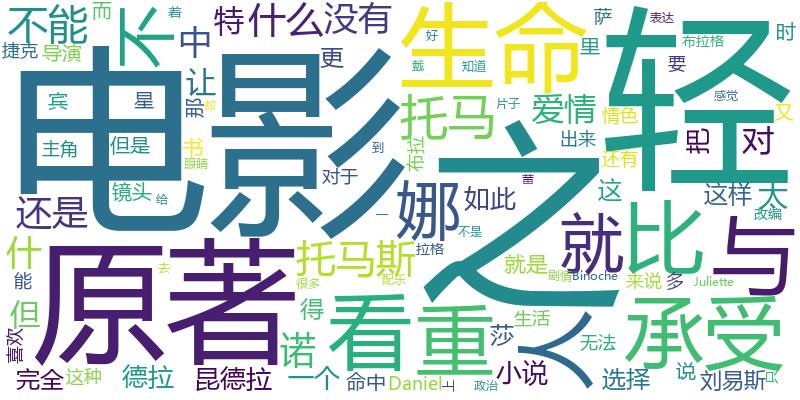 不能
不
中
特
什么
没有
生命
轻
捷克
导演
而
着
让
那
更
电影
之
好
戴
知道
萨
表达
布拉格
里
要
时
感觉
又
宾
星
却
主角
但是
书
眼睛
镜头
给
对于
到
托马
布拉
片子
爱情
情色
出来
还有
把
对
这
这样
太
改编
还是
娜
如此
苗
一
拉格
不是
就
比
与
什
能
但
喜欢
原著
去
托马斯
很多
配乐
得
诺
看
重
就是
剧情
Binoche
来说
多
Juliette
生活
莎
人
无法
承受
完全
这种
德拉
昆德拉
一个
命中
Daniel
政治
小说
选择
说
刘易斯